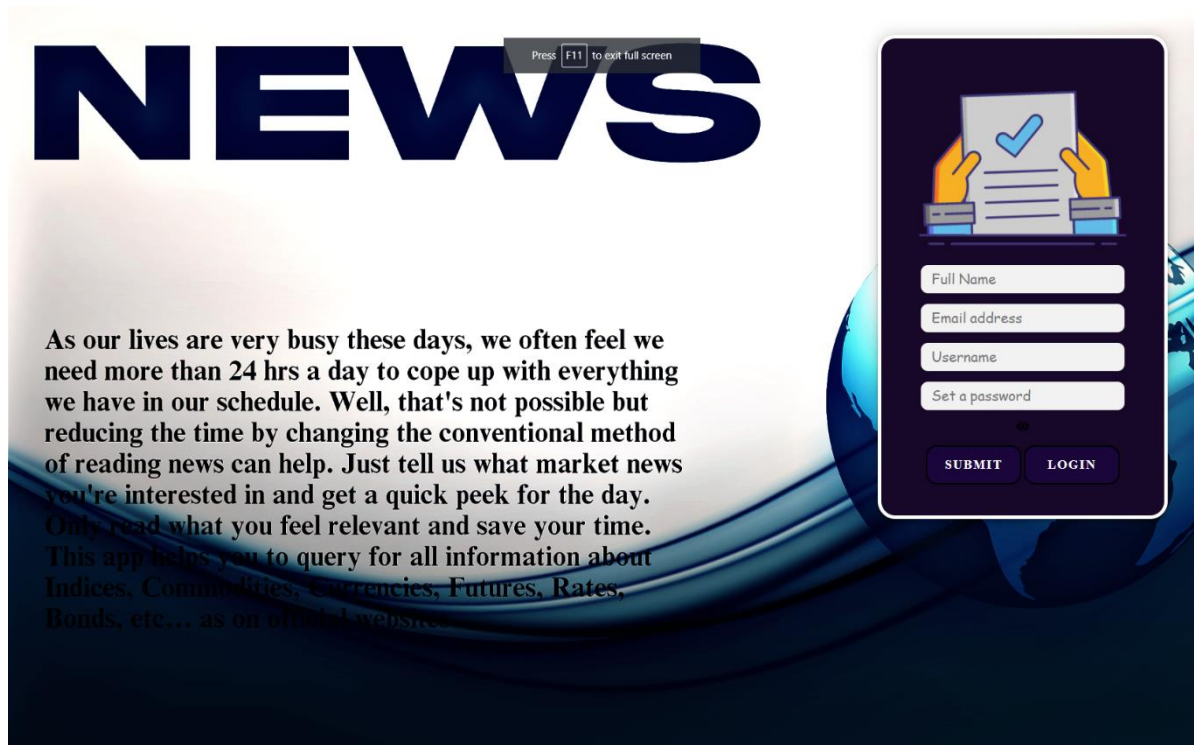 NEWS
Press F11 to exit full screen
As our lives are very busy these days, we often feel we
need more than 24 hrs a day to cope up with everything
we have in our schedule. Well, that's not possible but
reducing the time by changing the conventional method
of reading news can help. Just tell us what market news
you're interested in and get a quick peek for the day.
Only read what you feel relevant and save your time.
This app helps you to query for all information about
Indices, Commodities, Currencies, Futures, Rates,
Bonds, etc... as on official
Full Name
Email address
Username
Set a password
SUBMIT
LOGIN